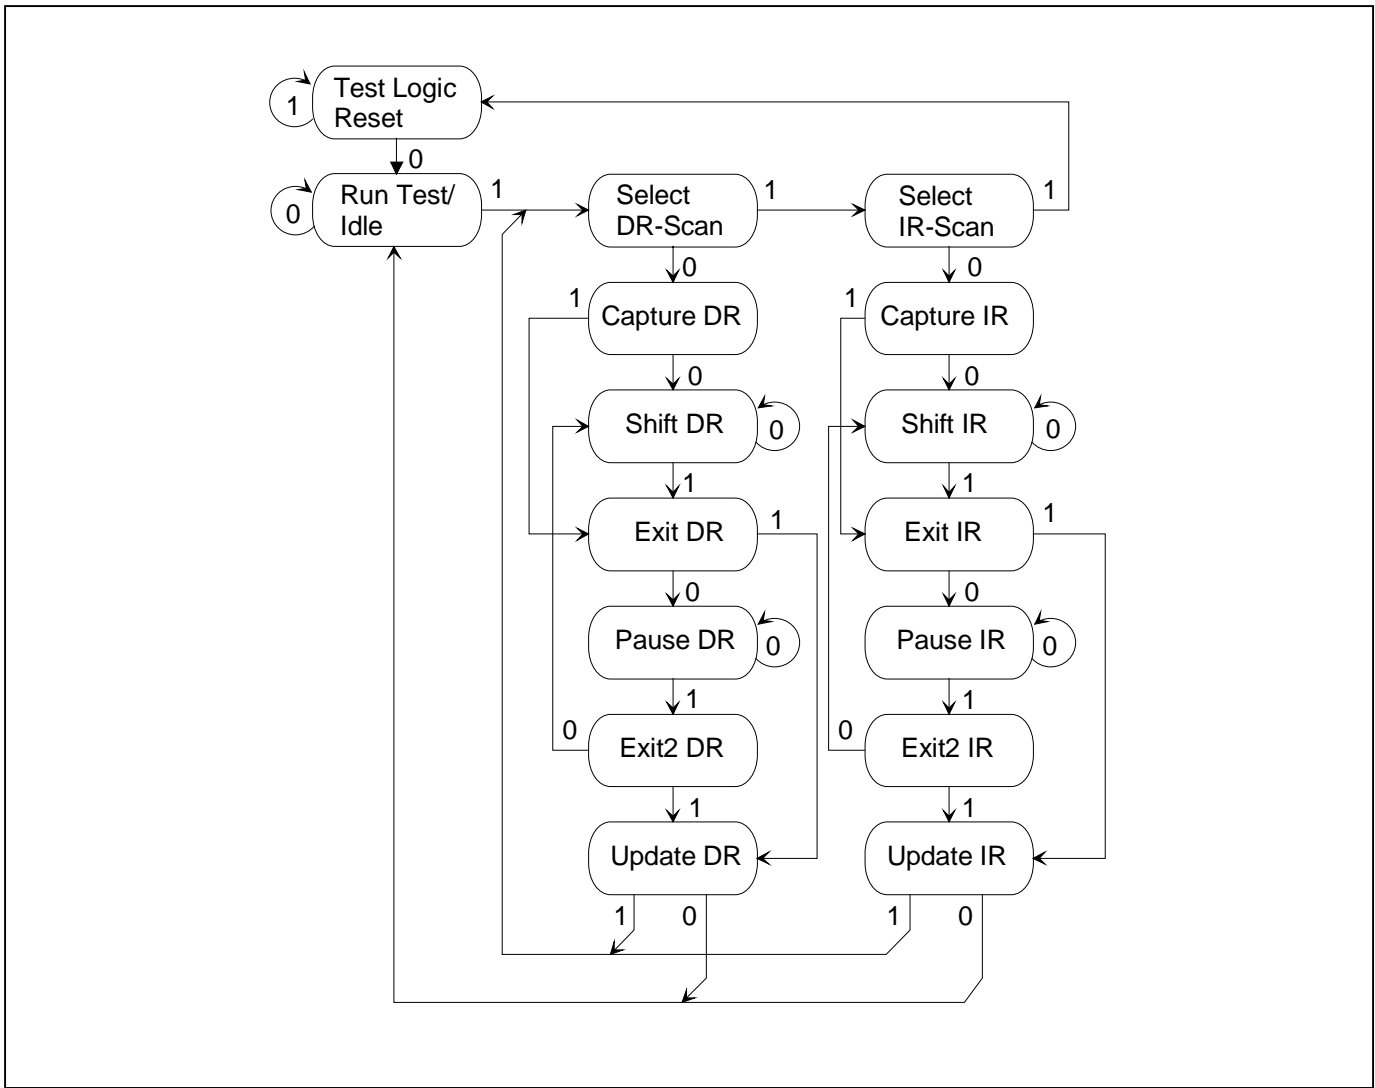 Test Logic
Reset
1
0
Run Test/
Idle
0
1
Select
DR-Scan
1
Select
IR-Scan
1
0
0
1
Capture DR
1
Capture IR
0
0
Shift DR
0
Shift IR
0
1
1
Exit DR
1
Exit IR
1
0
0
Pause DR
0
Pause IR
0
1
1
0
Exit2 DR
0
Exit2 IR
1
1
Update DR
Update IR
1
0
1
0